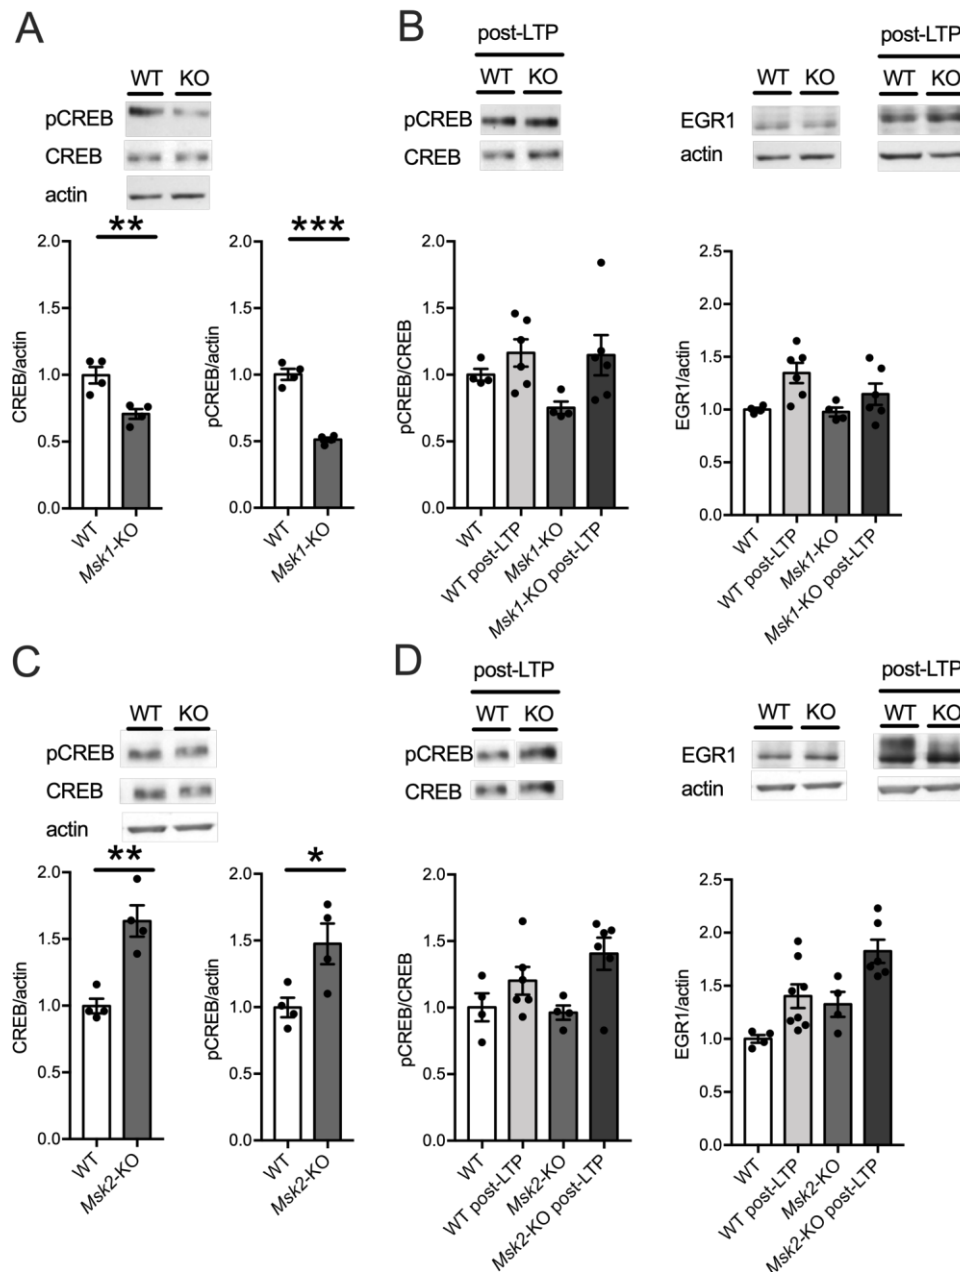 A
WT KO
pCREB
CREB
actin
**
2.0
1.5
1.0
0.5
0.0
CREB/actin
WT
Msk1-KO
***
2.0
1.5
1.0
0.5
0.0
pCREB/actin
WT
Msk1-KO
B
post-LTP
WT KO
pCREB
CREB
2.0
1.5
1.0
0.5
0.0
pCREB/CREB
WT
WT post-LTP
Msk1-KO
Msk1-KO post-LTP
post-LTP
WT KO WT KO
EGR1
actin
2.5
2.0
1.5
1.0
0.5
0.0
EGR1/actin
WT
WT post-LTP
Msk1-KO
Msk1-KO post-LTP
C
WT KO
pCREB
CREB
actin
**
2.0
1.5
1.0
0.5
0.0
CREB/actin
WT
Msk2-KO
*
2.0
1.5
1.0
0.5
0.0
pCREB/actin
WT
Msk2-KO
D
post-LTP
WT KO
pCREB
CREB
2.0
1.5
1.0
0.5
0.0
pCREB/CREB
WT
WT post-LTP
Msk2-KO
Msk2-KO post-LTP
post-LTP
WT KO WT KO
EGR1
actin
2.5
2.0
1.5
1.0
0.5
0.0
EGR1/actin
WT
WT post-LTP
Msk2-KO
Msk2-KO post-LTP